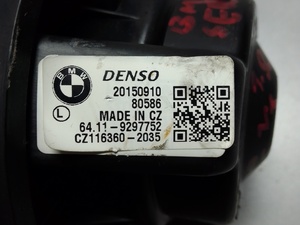 BMW
DENSO
20150910
80586
L
MADE IN CZ
64.11-9297752
CZ116360-2035